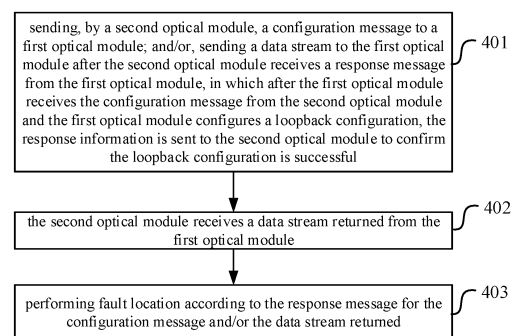 sending, by a second optical module, a configuration message to a
first optical module; and/or, sending a data stream to the first optical
module after the second optical module receives a response message
from the first optical module, in which after the first optical module
receives the configuration message from the second optical module
and the first optical module configures a loopback configuration, the
response information is sent to the second optical module to confirm
the loopback configuration is successful
401
the second optical module receives a data stream returned from the
first optical module
402
performing fault location according to the response message for the
configuration message and/or the data stream returned
403